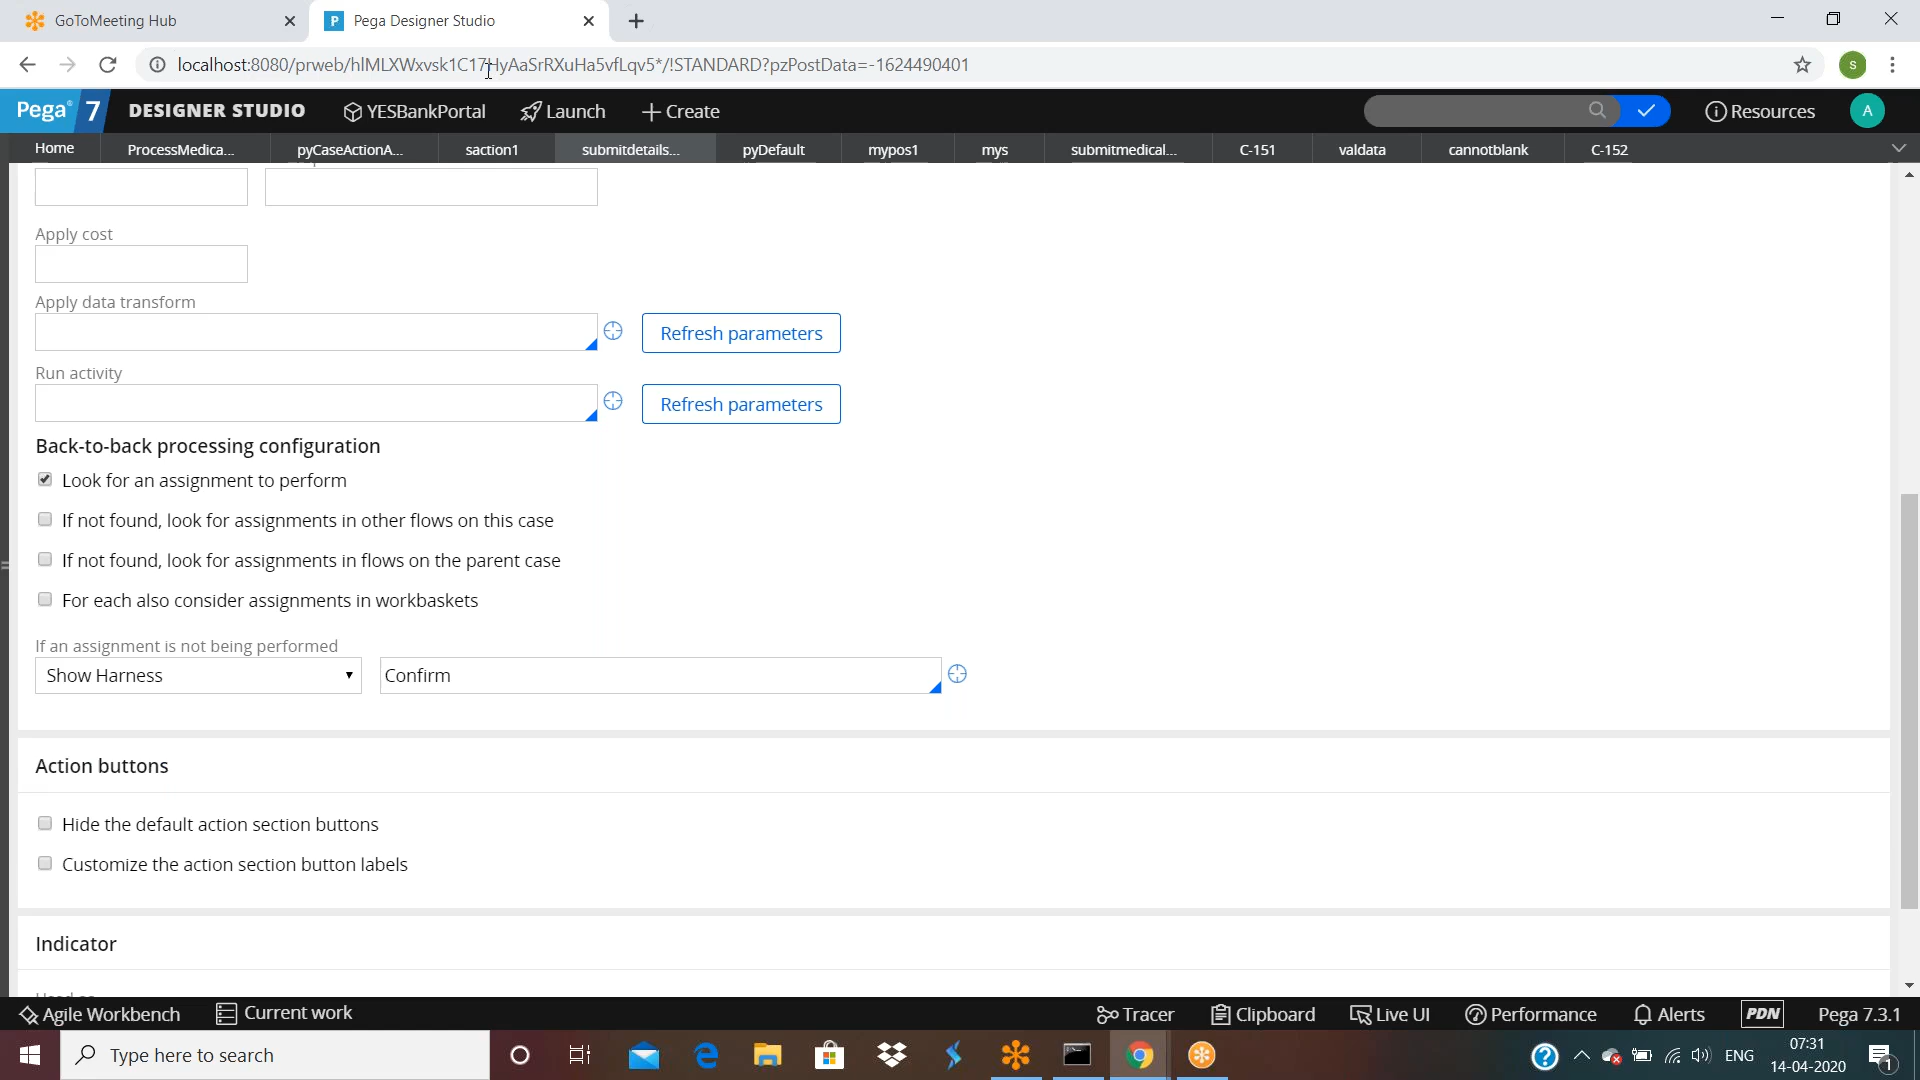 GoToMeeting Hub
Pega Designer Studio
localhost:8080/prweb/hIMLXWxvsk1C17HyAaSrRXuHa5vfLqv5*/!STANDARD?pzPostData=-1624490401
s
Pega 7 DESIGNER STUDIO YESBankPortal Launch Create Resources A
Home ProcessMedica... pyCaseActionA... saction1 submitdetails... pyDefault mypos1 mys submitmedical... C-151 valdata cannotblank C-152
Apply cost
Apply data transform
Refresh parameters
Run activity
Refresh parameters
Back-to-back processing configuration
Look for an assignment to perform
If not found, look for assignments in other flows on this case
If not found, look for assignments in flows on the parent case
For each also consider assignments in workbaskets
If an assignment is not being performed
Show Harness Confirm
Action buttons
Hide the default action section buttons
Customize the action section button labels
Indicator
Agile Workbench Current work Tracer Clipboard Live UI Performance Alerts PDN Pega 7.3.1
Type here to search
ENG
07:31
14-04-2020
1